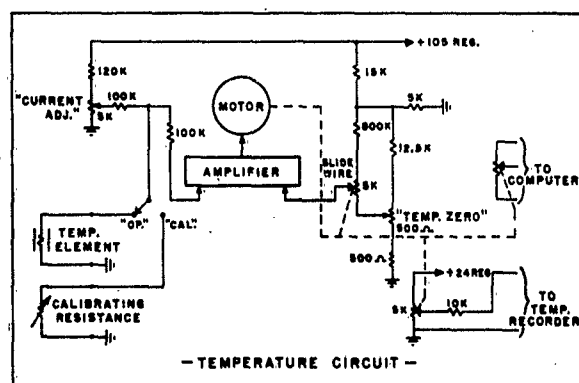 +105 REG.
120K
15K
"CURRENT ADJ."
5K
100K
MOTOR
5K
100K
800K
12.5K
AMPLIFIER
SLIDE WIRE
5K
TO COMPUTER
TEMP. ELEMENT
"OP."
"CAL."
"TEMP. ZERO"
500Ω
500Ω
+24 REG
CALIBRATING RESISTANCE
5K
10K
TO TEMP. RECORDER
— TEMPERATURE CIRCUIT —